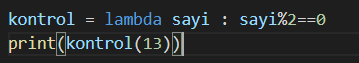 kontrol = lambda sayi : sayi%2==0
print(kontrol(13))